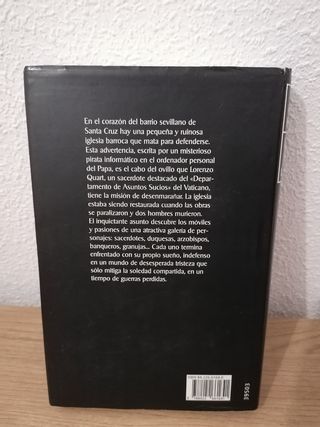 En el corazón del barrio sevillano de
Santa Cruz hay una pequeña y ruinosa
iglesia barroca que mata para defenderse.
Esta advertencia, escrita por un misterioso
pirata informático en el ordenador personal
del Papa, es el cabo del ovillo que Lorenzo
Quart, un sacerdote destacado del «Depar-
tamento de Asuntos Sucios» del Vaticano,
tiene la misión de desenmarañar. La iglesia
estaba siendo restaurada cuando las obras
se paralizaron y dos hombres murieron.
El inquietante asunto descubre los móviles
y pasiones de una atractiva galería de per-
sonajes: sacerdotes, duquesas, arzobispos,
banqueros, granujas... Cada uno termina
enfrentado con su propio sueño, indefenso
en un mundo de desesperada tristeza que
sólo mitiga la soledad compartida, en un
tiempo de guerras perdidas.
39503